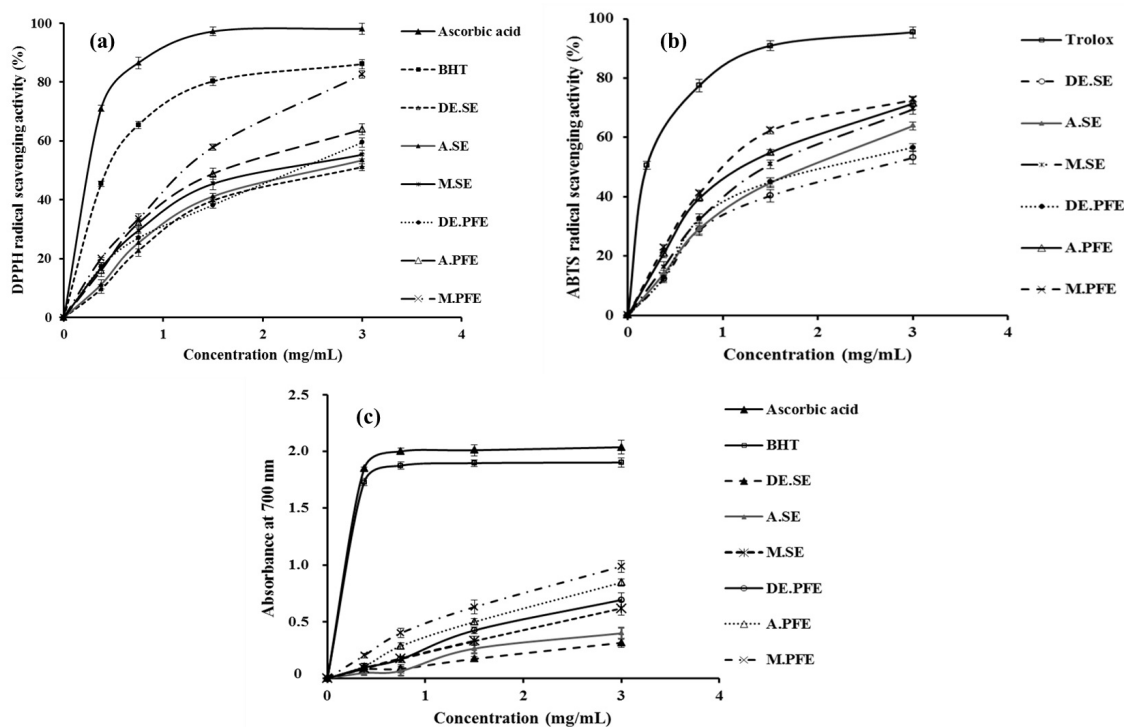 (a)
DPPH radical scavenging activity (%)
100
80
60
40
20
0
0 1 2 3 4
Concentration (mg/mL)
Ascorbic acid
BHT
DE.SE
A.SE
M.SE
DE.PFE
A.PFE
M.PFE
(b)
ABTS radical scavenging activity (%)
100
80
60
40
20
0
0 1 2 3 4
Concentration (mg/mL)
Trolox
DE.SE
A.SE
M.SE
DE.PFE
A.PFE
M.PFE
(c)
Absorbance at 700 nm
2.5
2.0
1.5
1.0
0.5
0
0 1 2 3 4
Concentration (mg/mL)
Ascorbic acid
BHT
DE.SE
A.SE
M.SE
DE.PFE
A.PFE
M.PFE